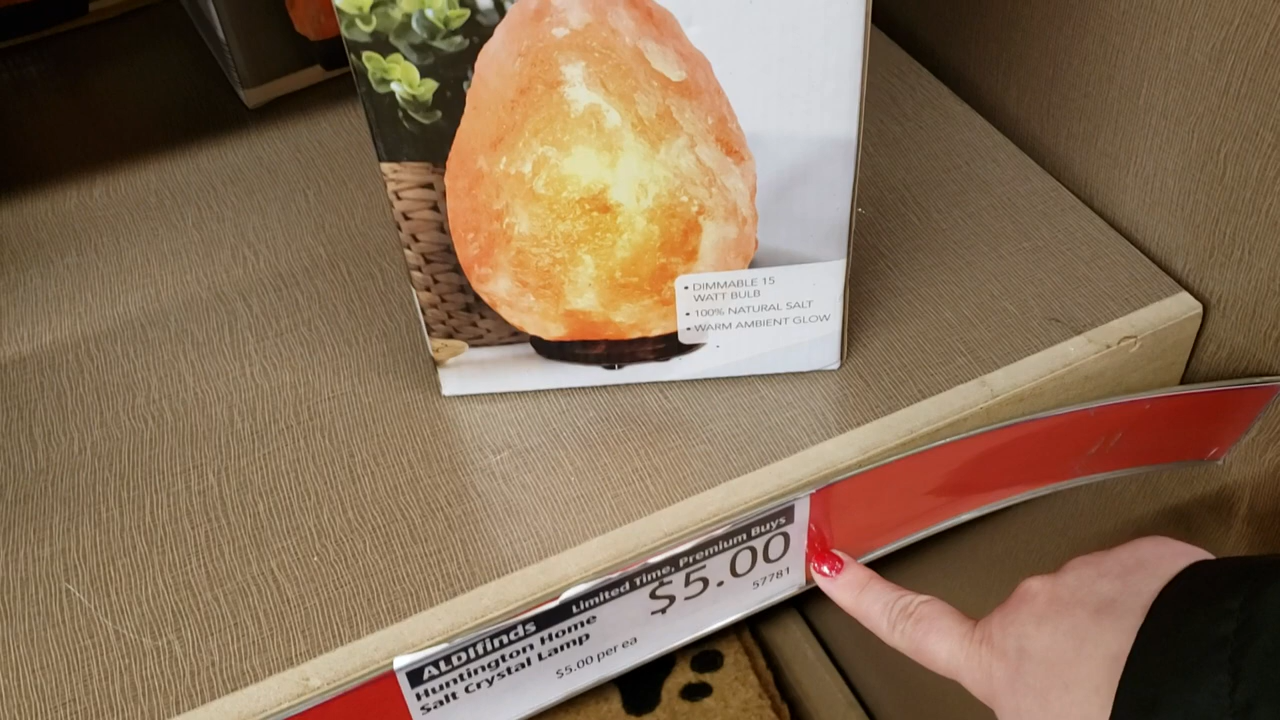 • DIMMABLE 15
WATT BULB
• 100% NATURAL SALT
• WARM AMBIENT GLOW
ALDIfinds Limited Time, Premium Buys
Huntington Home
Salt Crystal Lamp
$5.00
$5.00 per ea
57781